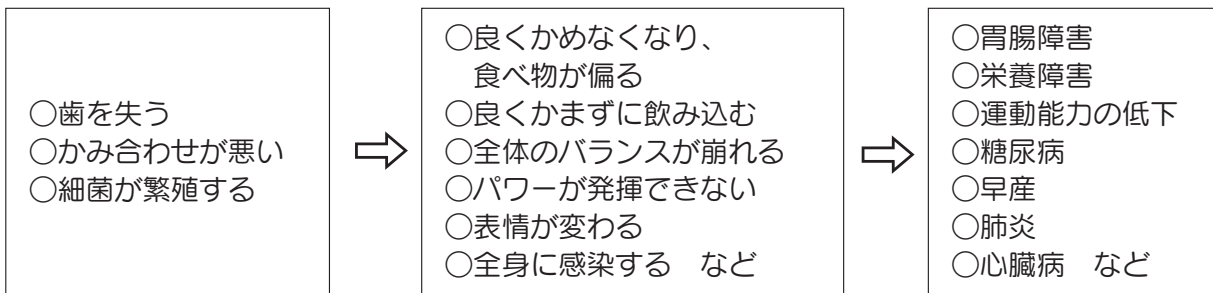 ○歯を失う
○かみ合わせが悪い
○細菌が繁殖する
○良くかめなくなり、
食べ物が偏る
○良くかまずに飲み込む
○全体のバランスが崩れる
○パワーが発揮できない
○表情が変わる
○全身に感染する　など
○胃腸障害
○栄養障害
○運動能力の低下
○糖尿病
○早産
○肺炎
○心臓病　など